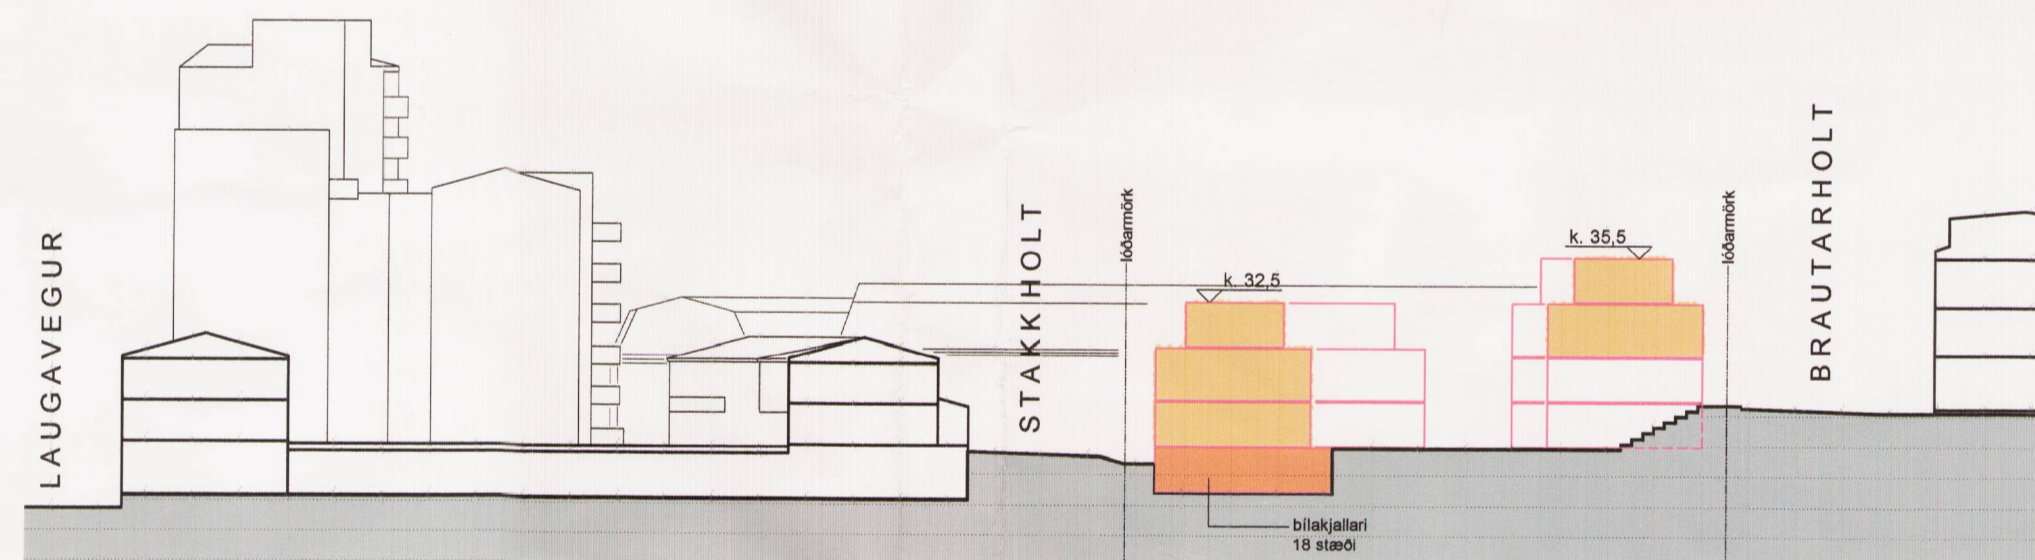 LAUGAVEGUR
STAKKHOLT
lóðarmörk
k. 32,5
k. 35,5
lóðarmörk
BRAUTARHOLT
bílakjallari
18 stæði